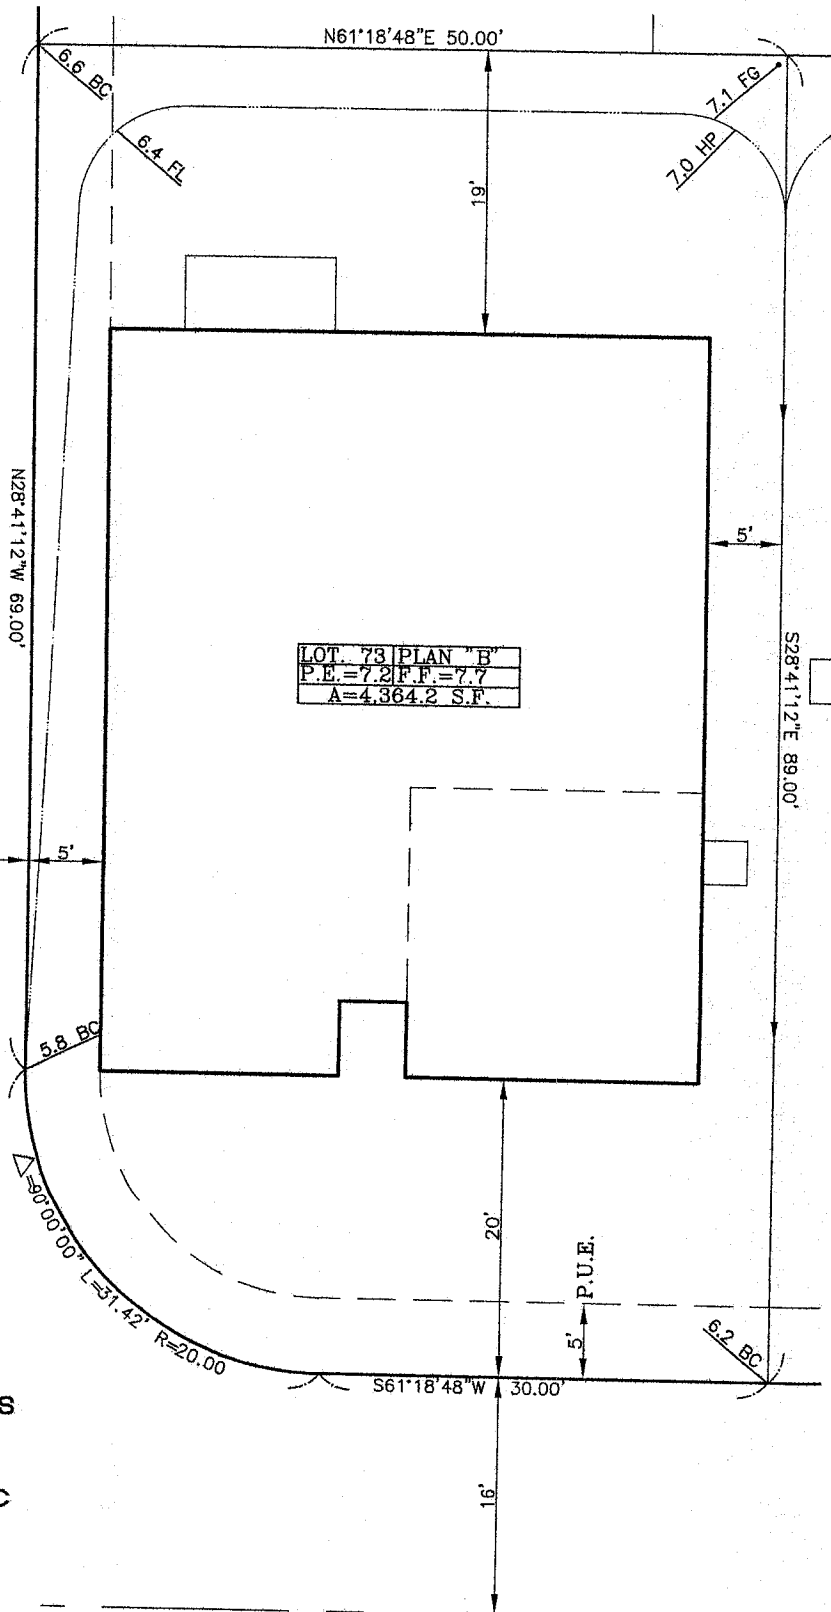 N61°18'48"E 50.00'
6.6 BC
7.1 FG
6.4 FL
7.0 HP
19'
N28°41'12"W 69.00'
5'
S28°41'12"E 89.00'
LOT. 73 PLAN "B"
P.E.=7.2 F.F.=7.7
A=4,364.2 S.F.
5'
5.8 BC
△=90°00'00" L=31.42' R=20.00
20'
P.U.E.
5'
6.2 BC
S61°18'48"W 30.00'
S
C
16'